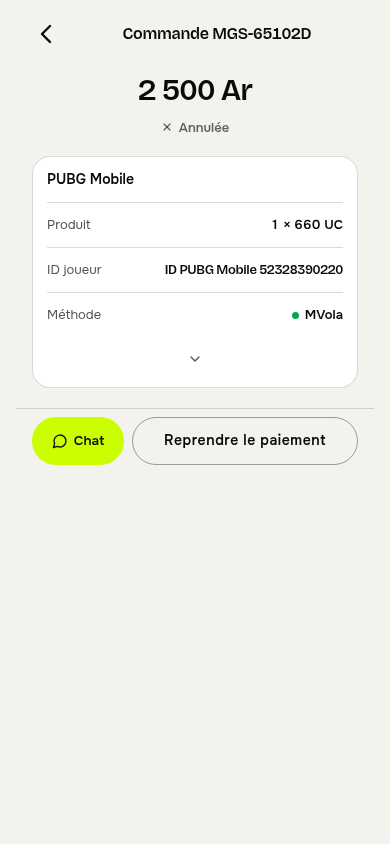 Commande MGS-65102D
2 500 Ar
× Annulée
PUBG Mobile
Produit 1 × 660 UC
ID joueur ID PUBG Mobile 52328390220
Méthode MVola
Chat Reprendre le paiement